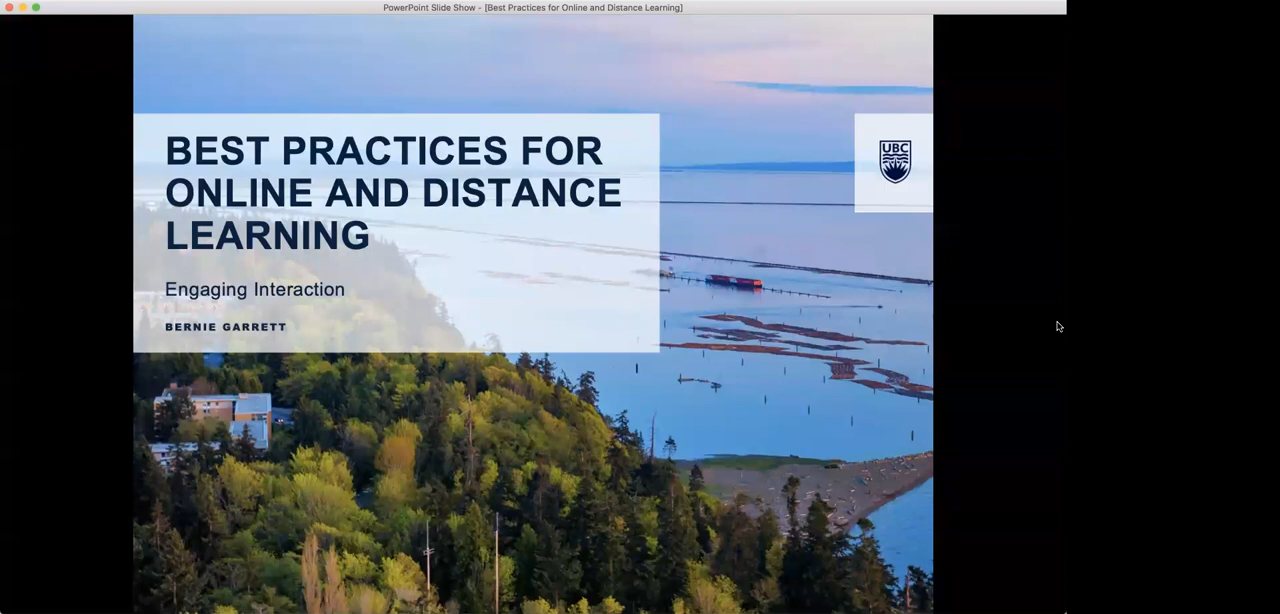 PowerPoint Slide Show - [Best Practices for Online and Distance Learning]
BEST PRACTICES FOR
ONLINE AND DISTANCE
LEARNING
Engaging Interaction
BERNIE GARRETT
UBC